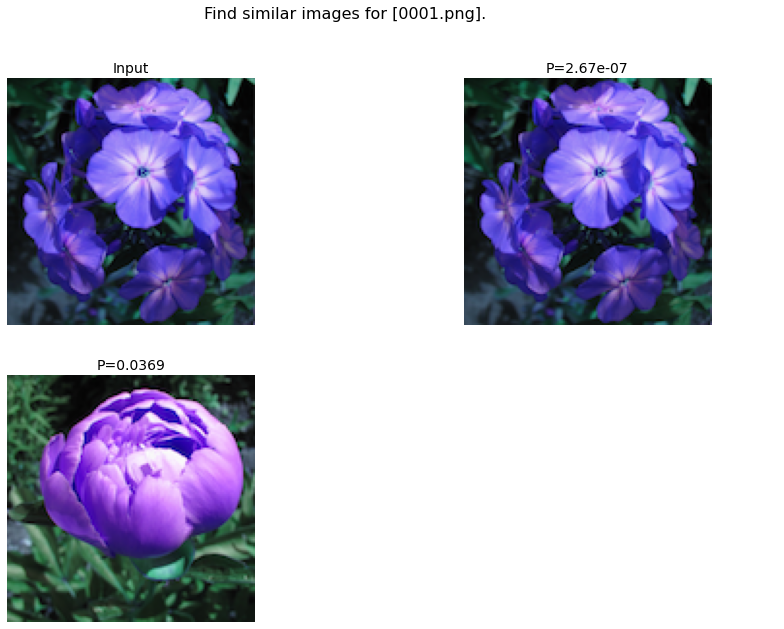 Find similar images for [0001.png].
Input
P=2.67e-07
P=0.0369